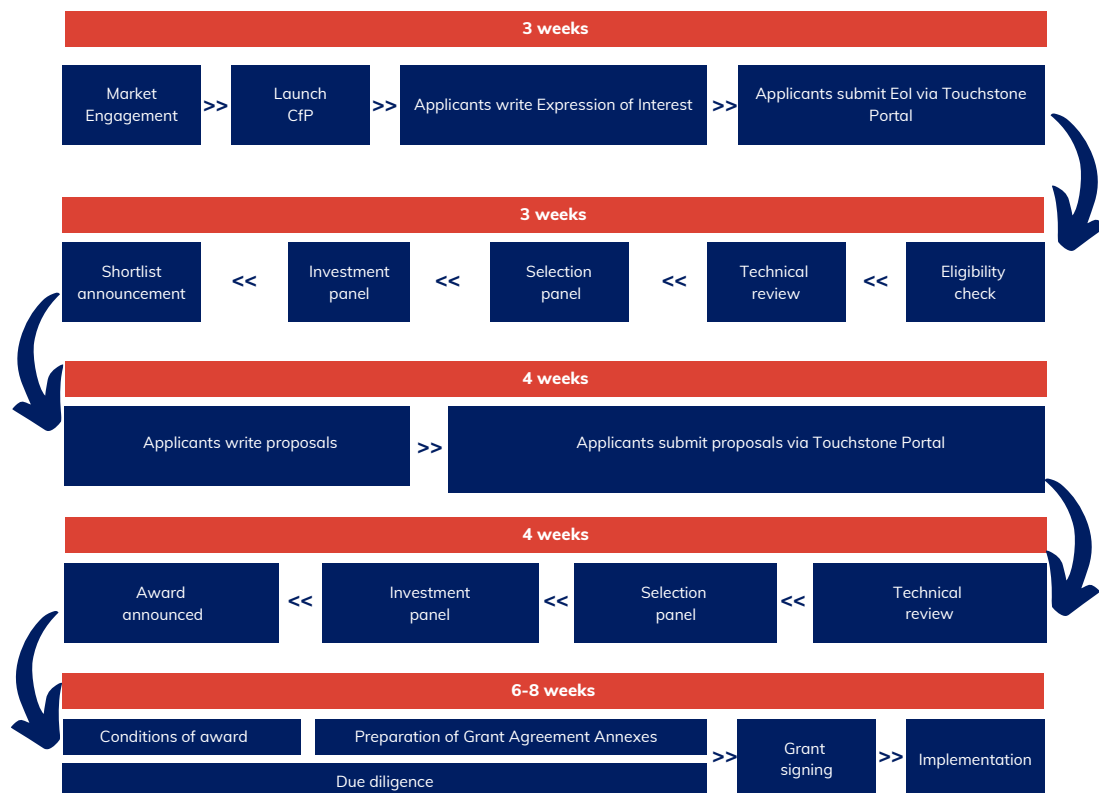 3 weeks
Market
Engagement
>>
Launch
CfP
>>
Applicants write Expression of Interest
>>
Applicants submit EoI via Touchstone
Portal
3 weeks
Shortlist
announcement
<<
Investment
panel
<<
Selection
panel
<<
Technical
review
<<
Eligibility
check
4 weeks
Applicants write proposals
>>
Applicants submit proposals via Touchstone Portal
4 weeks
Award
announced
<<
Investment
panel
<<
Selection
panel
<<
Technical
review
6-8 weeks
Conditions of award
Preparation of Grant Agreement Annexes
Due diligence
>>
Grant
signing
>>
Implementation